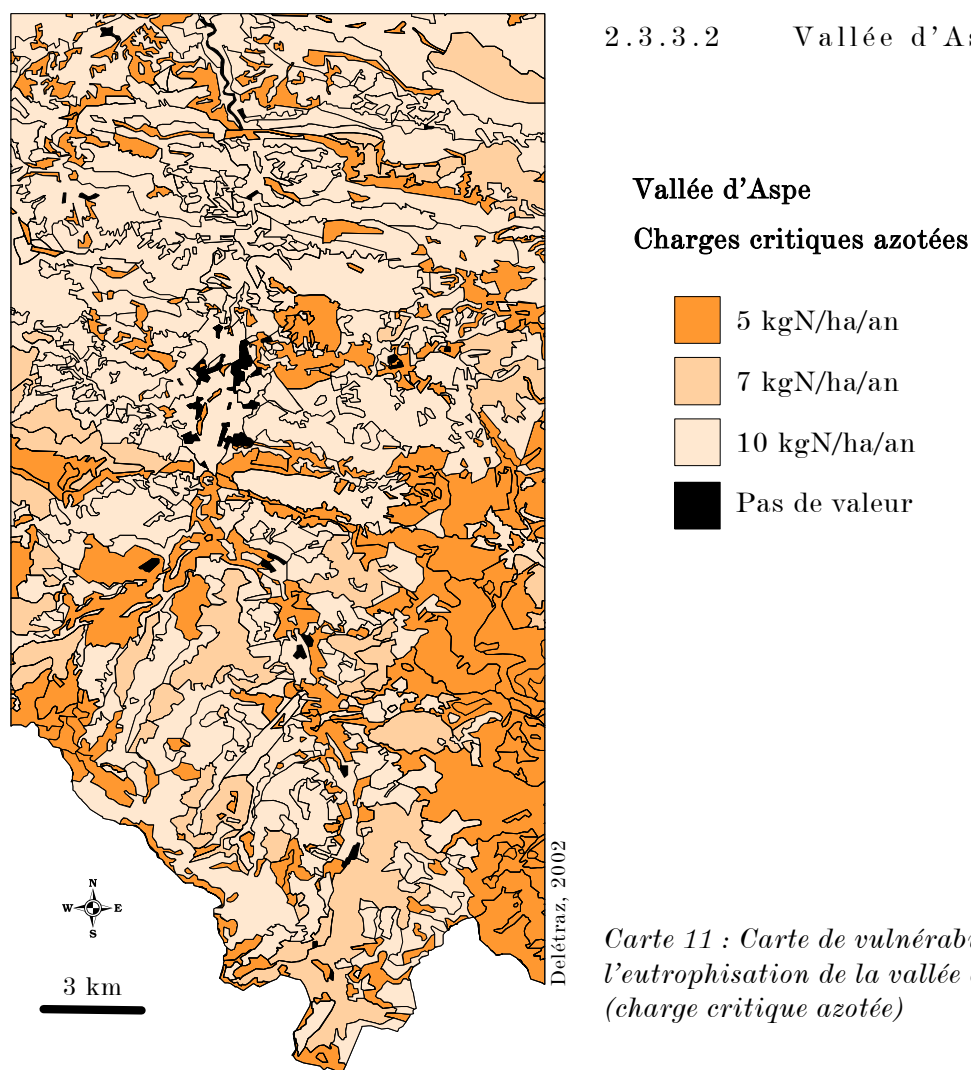 2.3.3.2 Vallée d'As
Vallée d'Aspe
Charges critiques azotées
5 kgN/ha/an
7 kgN/ha/an
10 kgN/ha/an
Pas de valeur
N
W E
S
3 km
Delétraz, 2002
Carte 11 : Carte de vulnérab
l'eutrophisation de la vallée
(charge critique azotée)